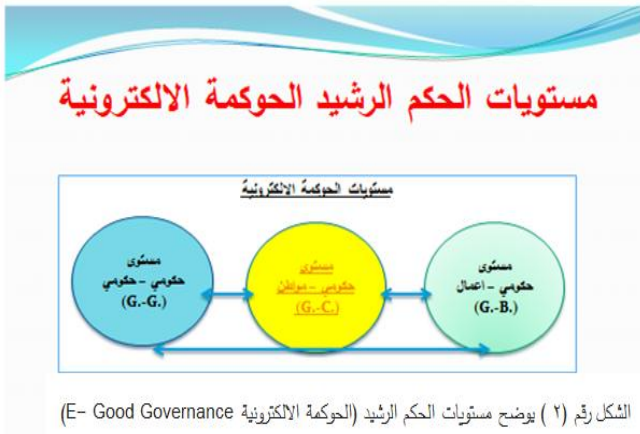 مستويات الحكم الرشيد الحوكمة الالكترونية
مستويات الحوكمة الالكترونية
مستوى
حكومي – اعمال
(G.-B.)
مستوى
حكومي – مواطن
(G.-C.)
مستوى
حكومي – حكومي
(G.-G.)
الشكل رقم (٢ ) يوضح مستويات الحكم الرشيد (الحوكمة الالكترونية E- Good Governance)